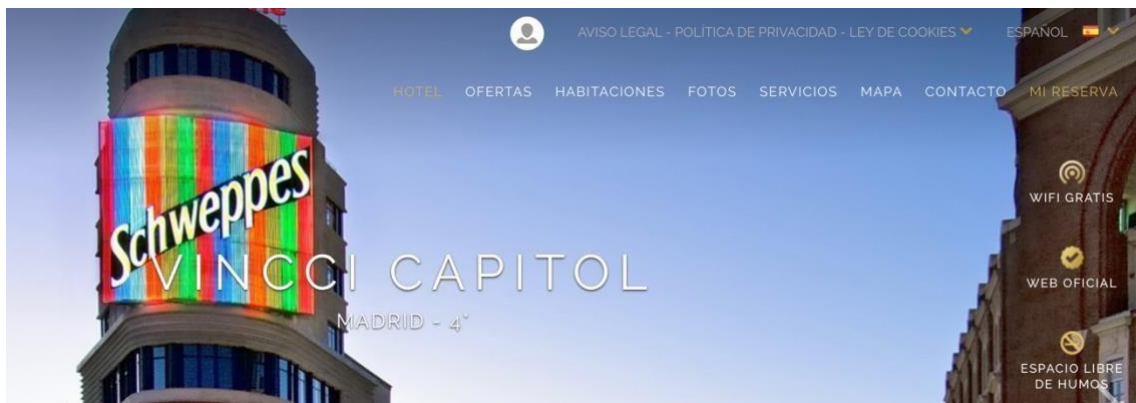 AVISO LEGAL - POLÍTICA DE PRIVACIDAD - LEY DE COOKIES
ESPAÑOL
HOTEL OFERTAS HABITACIONES FOTOS SERVICIOS MAPA CONTACTO MI RESERVA
Schweppes
WIFI GRATIS
VINCCI CAPITOL
MADRID - 4*
WEB OFICIAL
ESPACIO LIBRE
DE HUMOS